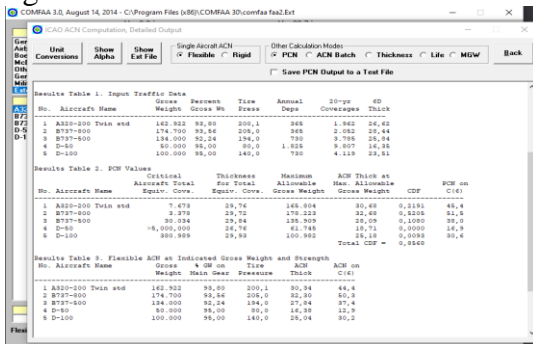 COMFAA 3.0, August 14, 2014 - C:\Program Files (x86)\COMFAA 30\comfaa faa2.Ext
ICAO ACN Computation, Detailed Output
Unit Conversions
Show Alpha
Show Ext File
Single Aircraft ACN
Flexible Rigid
Other Calculation Modes
PCN ACN Batch Thickness Life MGW
Back
Save PCN Output to a Text File
Results Table 1. Input Traffic Data
Gross Percent Tire Annual 20-yr 6D
No. Aircraft Name Weight Gross Wt Press Deps Coverages Thick
1 A320-200 Twin std 162.922 93,80 200,1 365 1.962 26,62
2 B737-800 174.700 93,56 205,0 365 2.052 28,44
3 B737-500 134.000 92,24 194,0 730 3.785 25,84
4 D-50 50.000 95,00 80,0 1.825 9.807 16,35
5 D-100 100.000 95,00 140,0 730 4.119 23,51
Results Table 2. PCN Values
Critical Thickness Maximum ACN Thick at
Aircraft Total for Total Allowable Max. Allowable PCN on
No. Aircraft Name Equiv. Covs. Equiv. Covs. Gross Weight Gross Weight CDF C(6)
1 A320-200 Twin std 7.673 29,76 165.804 30,68 0,2191 45,4
2 B737-800 3.378 29,72 178.223 32,68 0,5205 51,5
3 B737-500 30.034 29,84 135.909 28,09 0,1080 38,0
4 D-50 >5,000,000 26,76 61.745 18,71 0,0000 16,9
5 D-100 380.989 29,93 100.982 25,18 0,0093 30,6
Total CDF = 0,8568
Results Table 3. Flexible ACN at Indicated Gross Weight and Strength
No. Aircraft Name Gross % GW on Tire ACN ACN on
Weight Main Gear Pressure Thick C(6)
1 A320-200 Twin std 162.922 93,80 200,1 30,34 44,4
2 B737-800 174.700 93,56 205,0 32,30 50,3
3 B737-500 134.000 92,24 194,0 27,84 37,4
4 D-50 50.000 95,00 80,0 16,38 12,9
5 D-100 100.000 95,00 140,0 25,04 30,2